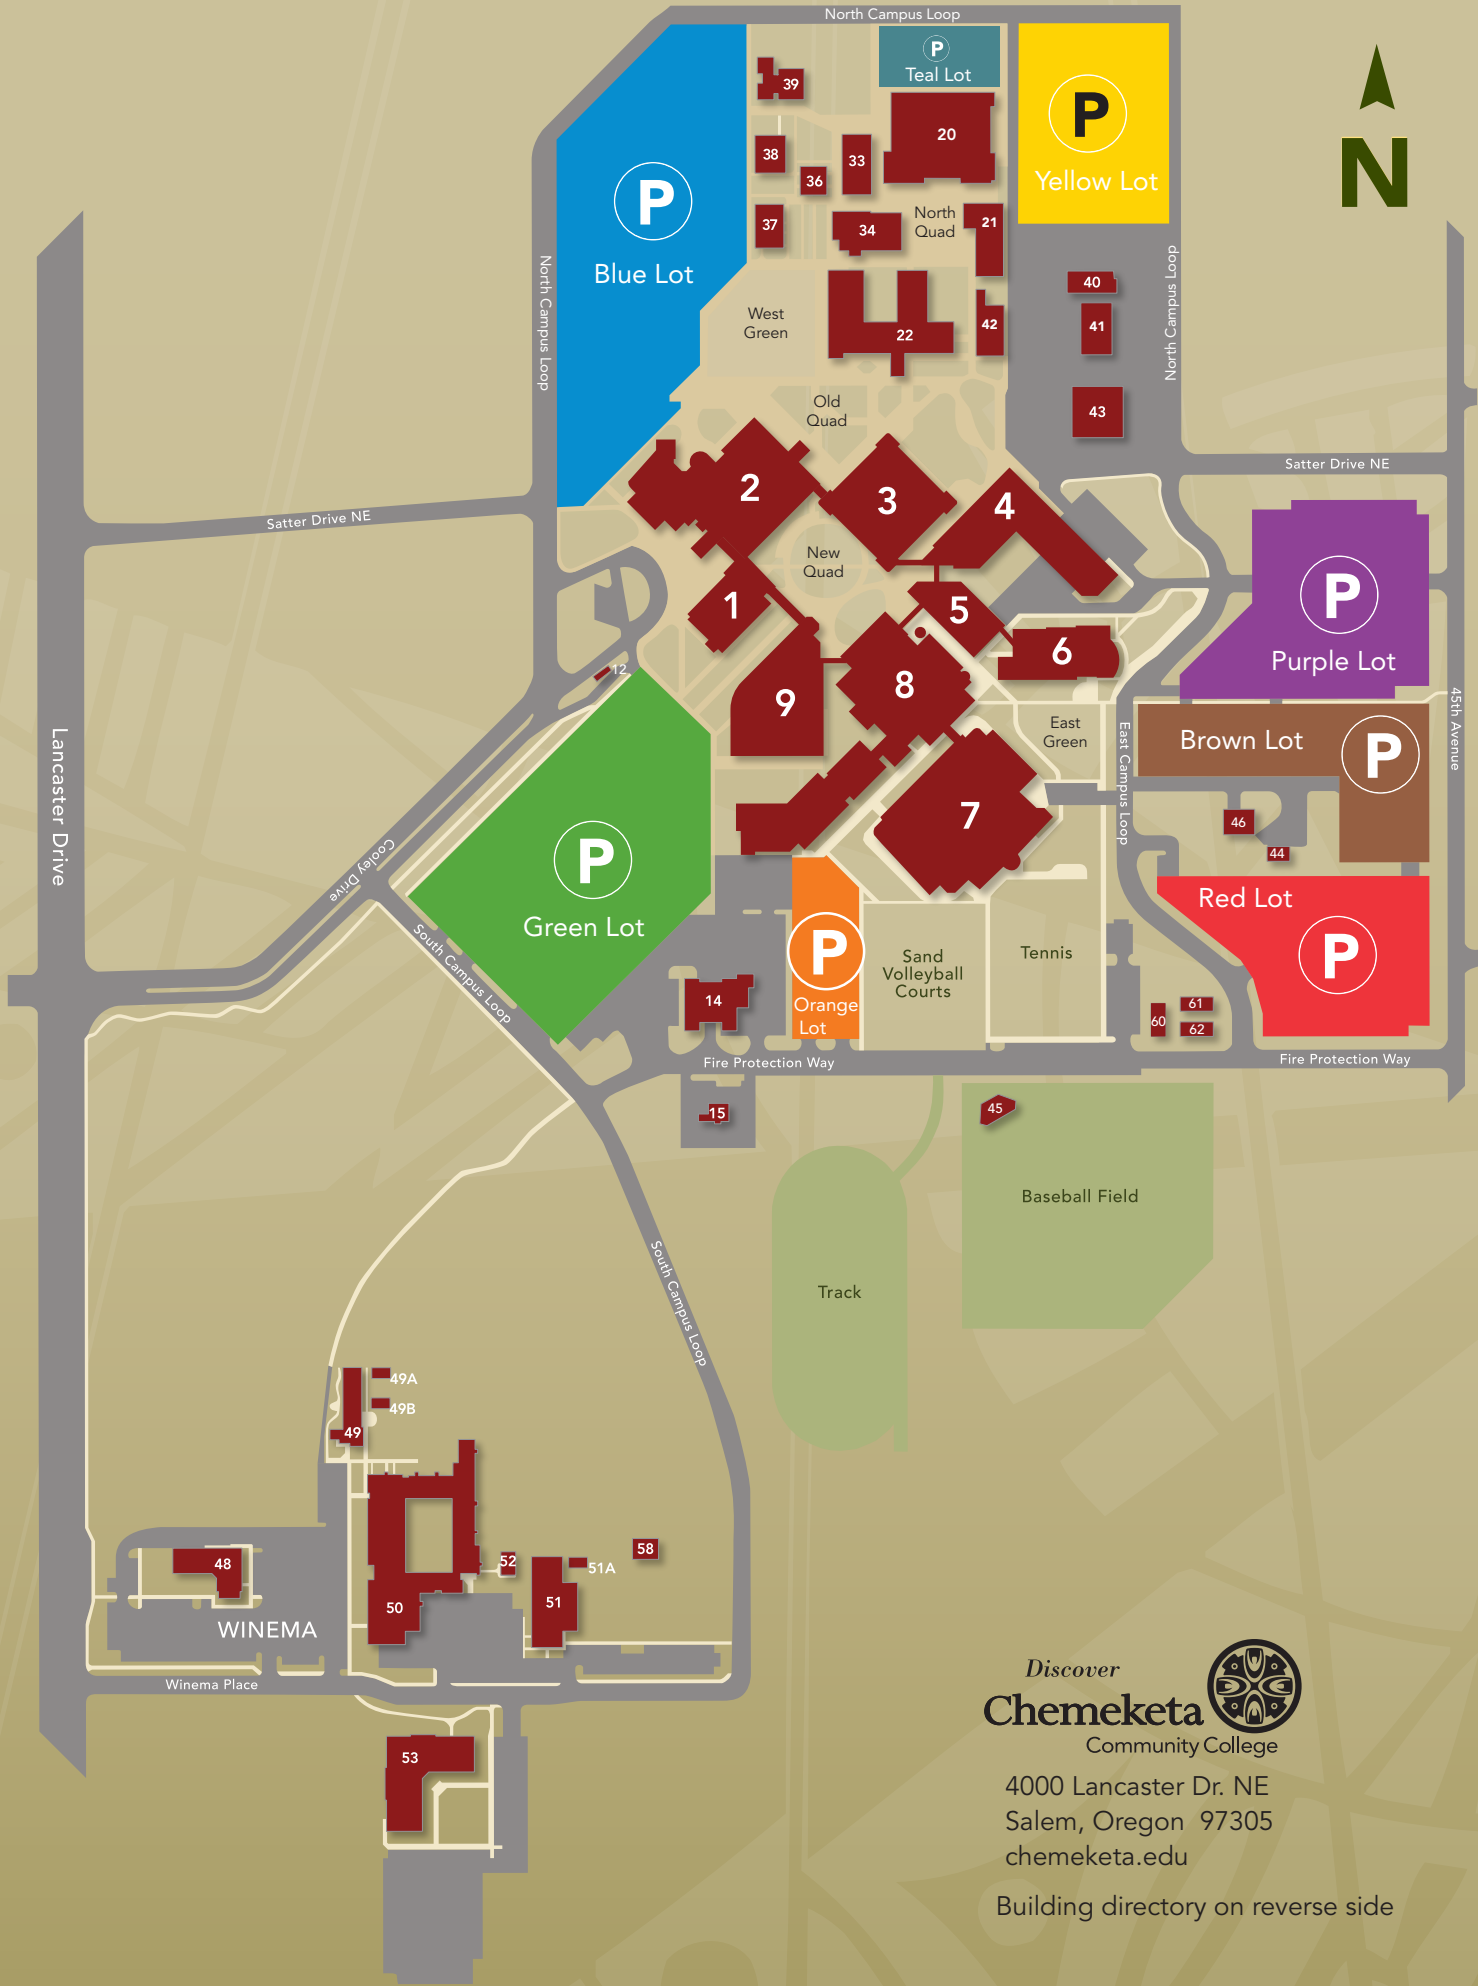 North Campus Loop
P
Teal Lot
P
Yellow Lot
N
39
20
38
33
36
P
Blue Lot
37
34
North
Quad
21
North Campus Loop
North Campus Loop
40
West
Green
22
42
41
Old
Quad
43
Satter Drive NE
Satter Drive NE
2
3
4
New
Quad
P
Purple Lot
1
5
6
12
8
9
45th Avenue
East
Green
East Campus Loop
Brown Lot
P
Lancaster Drive
7
46
44
Cooley Drive
P
Green Lot
Red Lot
P
South Campus Loop
P
Orange
Lot
Sand
Volleyball
Courts
Tennis
14
61
60
62
Fire Protection Way
Fire Protection Way
15
45
Baseball Field
Track
South Campus Loop
49A
49B
49
48
52
58
51A
50
51
WINEMA
Winema Place
53
Discover
Chemeketa
Community College
4000 Lancaster Dr. NE
Salem, Oregon 97305
chemeketa.edu
Building directory on reverse side